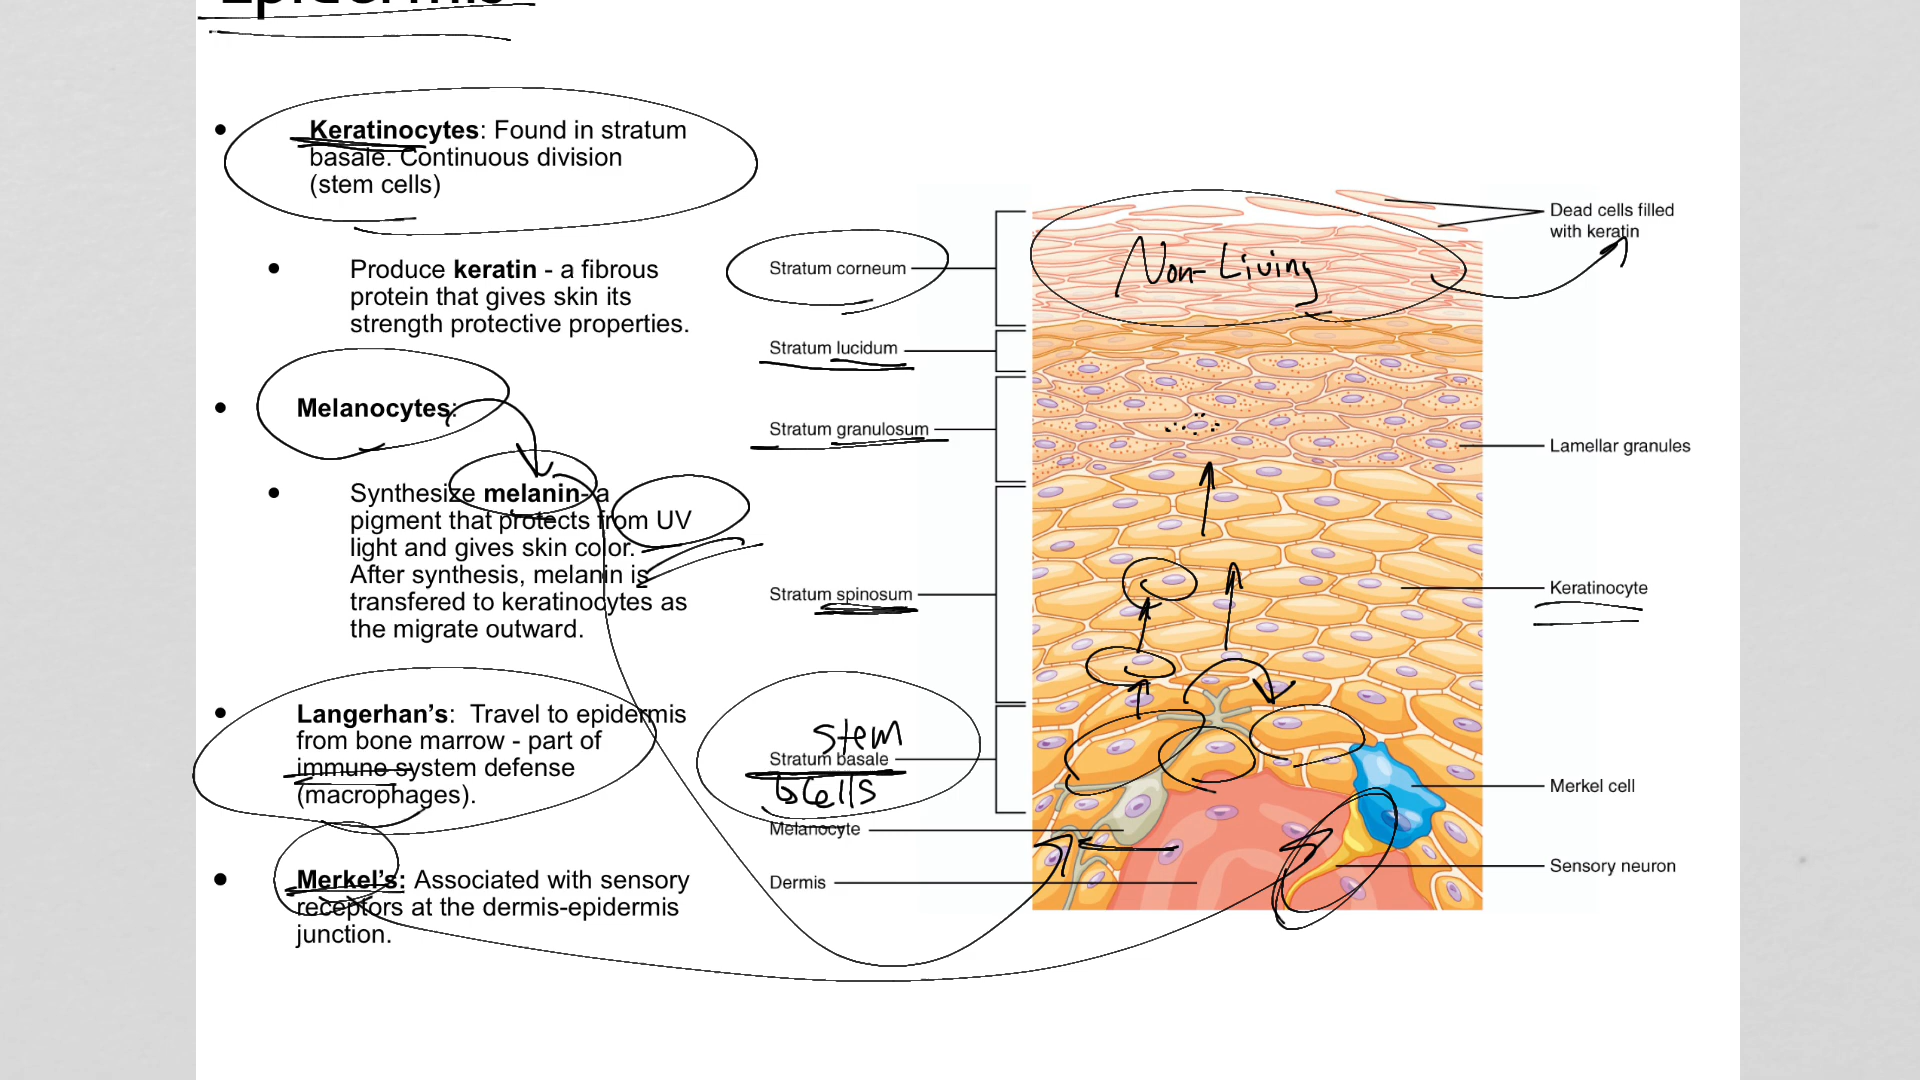 Epidermis
Keratinocytes: Found in stratum
basale. Continuous division
(stem cells)
Produce keratin - a fibrous
protein that gives skin its
strength protective properties.
Melanocytes:
Synthesize melanin- a
pigment that protects from UV
light and gives skin color.
After synthesis, melanin is
transfered to keratinocytes as
the migrate outward.
Langerhan’s: Travel to epidermis
from bone marrow - part of
immune system defense
(macrophages).
Merkel’s: Associated with sensory
receptors at the dermis-epidermis
junction.
Stratum corneum
Stratum lucidum
Stratum granulosum
Stratum spinosum
stem
Stratum basale
cells
Melanocyte
Dermis
Non-Living
Dead cells filled
with keratin
Lamellar granules
Keratinocyte
Merkel cell
Sensory neuron